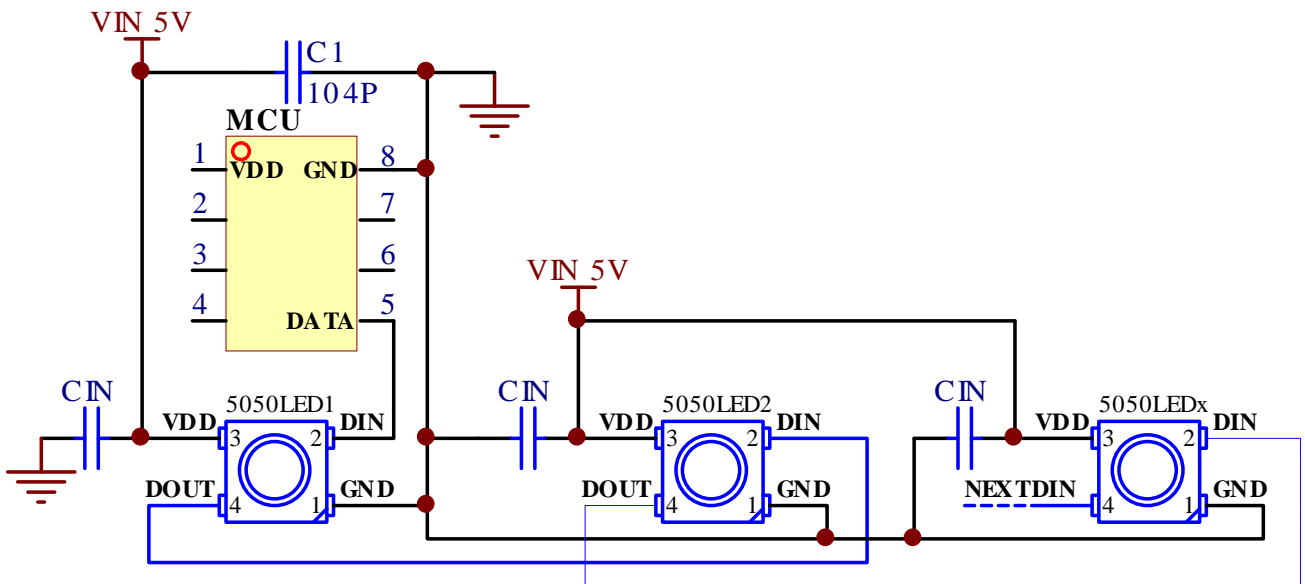 VIN 5V
C1
104P
MCU
1 VDD GND 8
2 7
3 6
4 DATA 5
VIN 5V
CIN
VDD 5050LED1 DIN
3 2
DOUT 4 1 GND
CIN
VDD 5050LED2 DIN
3 2
DOUT 4 1 GND
CIN
VDD 5050LEDx DIN
3 2
NEXTDIN 4 1 GND